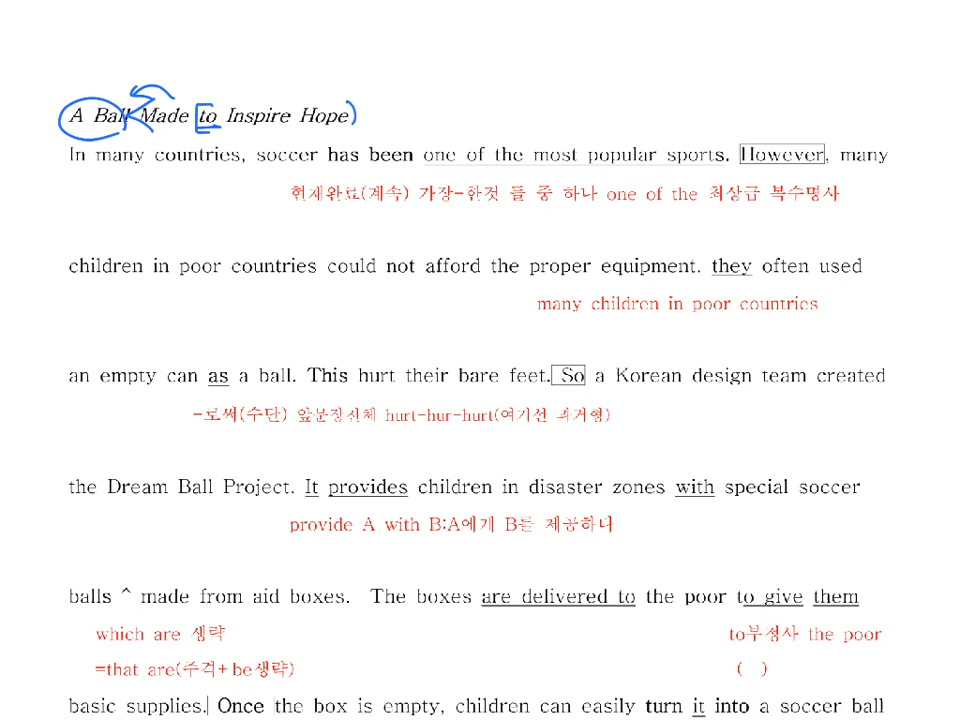 A Ball Made to Inspire Hope
In many countries, soccer has been one of the most popular sports. However, many
현재완료(계속) 가장-한것 들 중 하나 one of the 최상급 복수명사
children in poor countries could not afford the proper equipment. they often used
many children in poor countries
an empty can as a ball. This hurt their bare feet. So a Korean design team created
-로써(수단) 앞문장전체 hurt-hur-hurt(여기선 과거형)
the Dream Ball Project. It provides children in disaster zones with special soccer
provide A with B:A에게 B를 제공하다
balls ^ made from aid boxes. The boxes are delivered to the poor to give them
which are 생략 to부정사 the poor
=that are(주격+be생략) ( )
basic supplies. Once the box is empty, children can easily turn it into a soccer ball